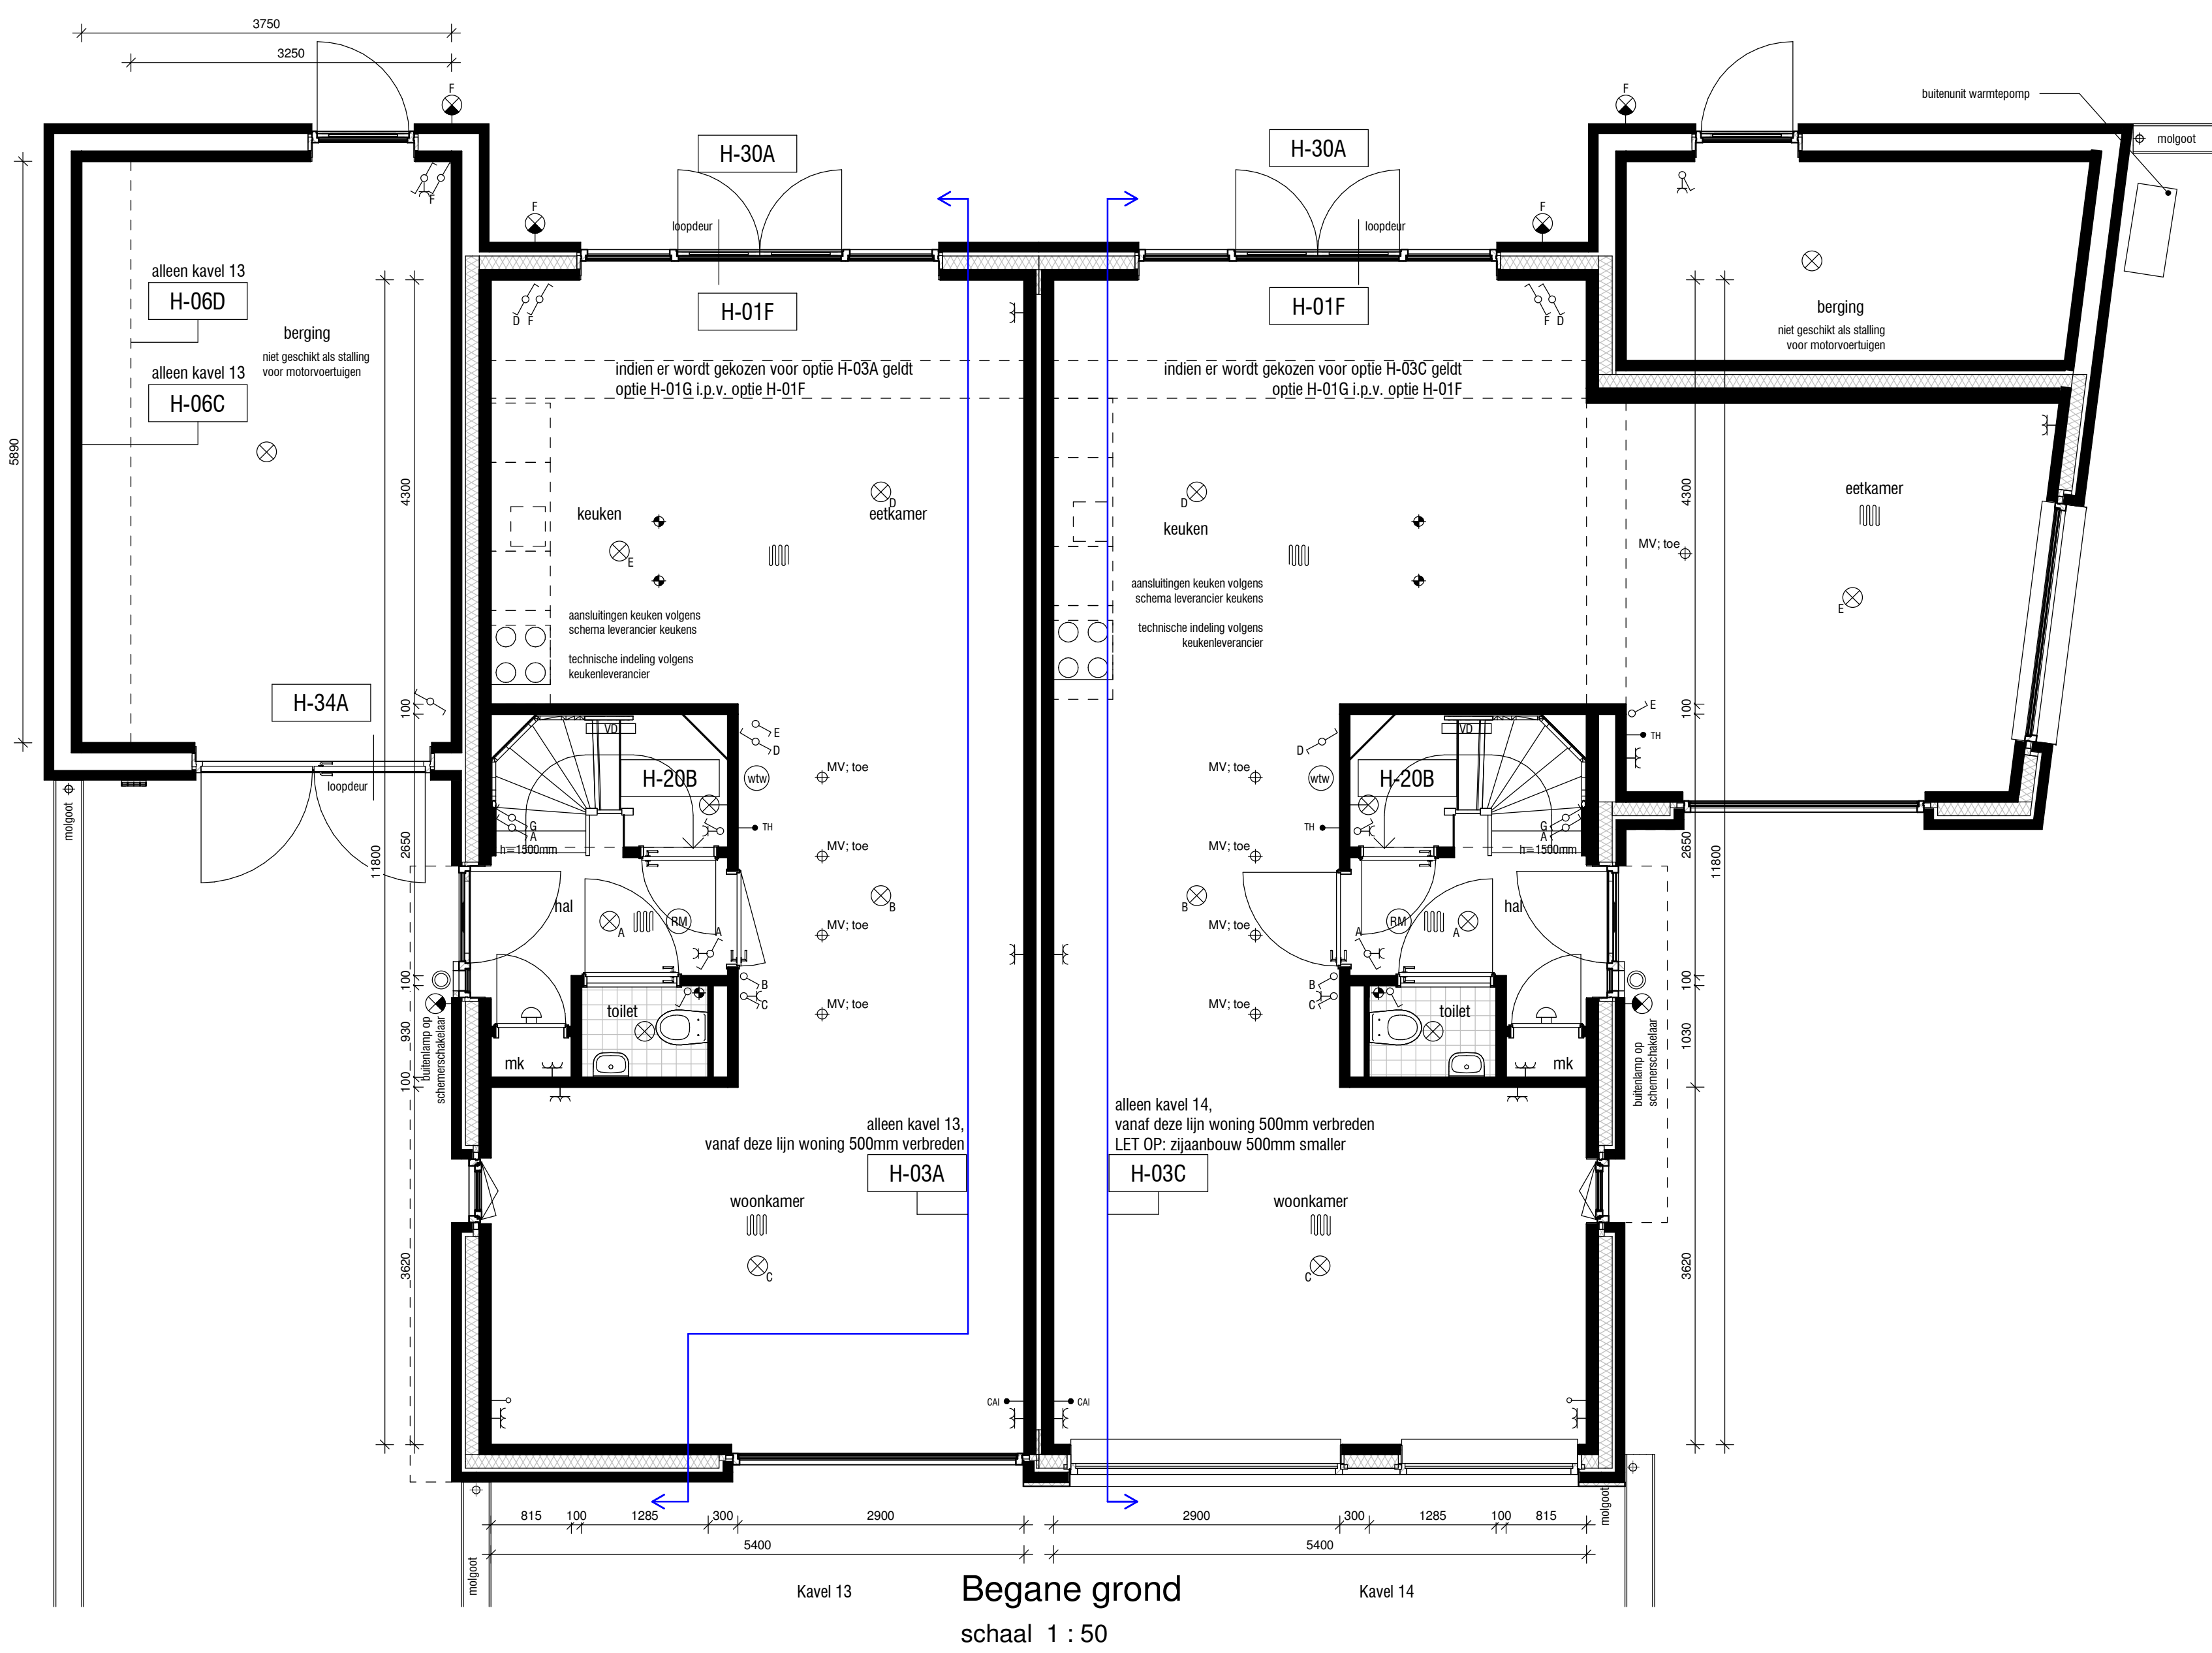 3750
3250
F
F
buitenunit warmtepomp
molgoot
H-30A
H-30A
F
F
F
loopdeur
loopdeur
alleen kavel 13
H-06D
berging
niet geschikt als stalling
voor motorvoertuigen
alleen kavel 13
H-06C
H-01F
H-01F
D F
F D
berging
niet geschikt als stalling
voor motorvoertuigen
indien er wordt gekozen voor optie H-03A geldt
optie H-01G i.p.v. optie H-01F
indien er wordt gekozen voor optie H-03C geldt
optie H-01G i.p.v. optie H-01F
5890
4300
4300
keuken
E
D
eetkamer
D
keuken
eetkamer
MV; toe
E
aansluitingen keuken volgens
schema leverancier keukens
technische indeling volgens
keukenleverancier
aansluitingen keuken volgens
schema leverancier keukens
technische indeling volgens
keukenleverancier
H-34A
100
100
loopdeur
molgoot
VD
H-20B
E
D
wtw
TH
G
A
h=1500mm
MV; toe
MV; toe
MV; toe
MV; toe
MV; toe
MV; toe
MV; toe
MV; toe
VD
H-20B
D
wtw
TH
G
A
h=1500mm
E
TH
11800
2650
2650
11800
hal
A
RM
A
B
B
A
RM
A
hal
100
930
100
buitenlamp op
schemerschakelaar
toilet
mk
B
C
B
C
toilet
mk
100
1030
buitenlamp op
schemerschakelaar
alleen kavel 13,
vanaf deze lijn woning 500mm verbreden
H-03A
alleen kavel 14,
vanaf deze lijn woning 500mm verbreden
LET OP: zijaanbouw 500mm smaller
H-03C
woonkamer
C
woonkamer
C
3620
3620
CAI
CAI
molgoot
molgoot
815 100 1285 300 2900
2900 300 1285 100 815
5400
5400
Kavel 13
Begane grond
Kavel 14
schaal 1 : 50